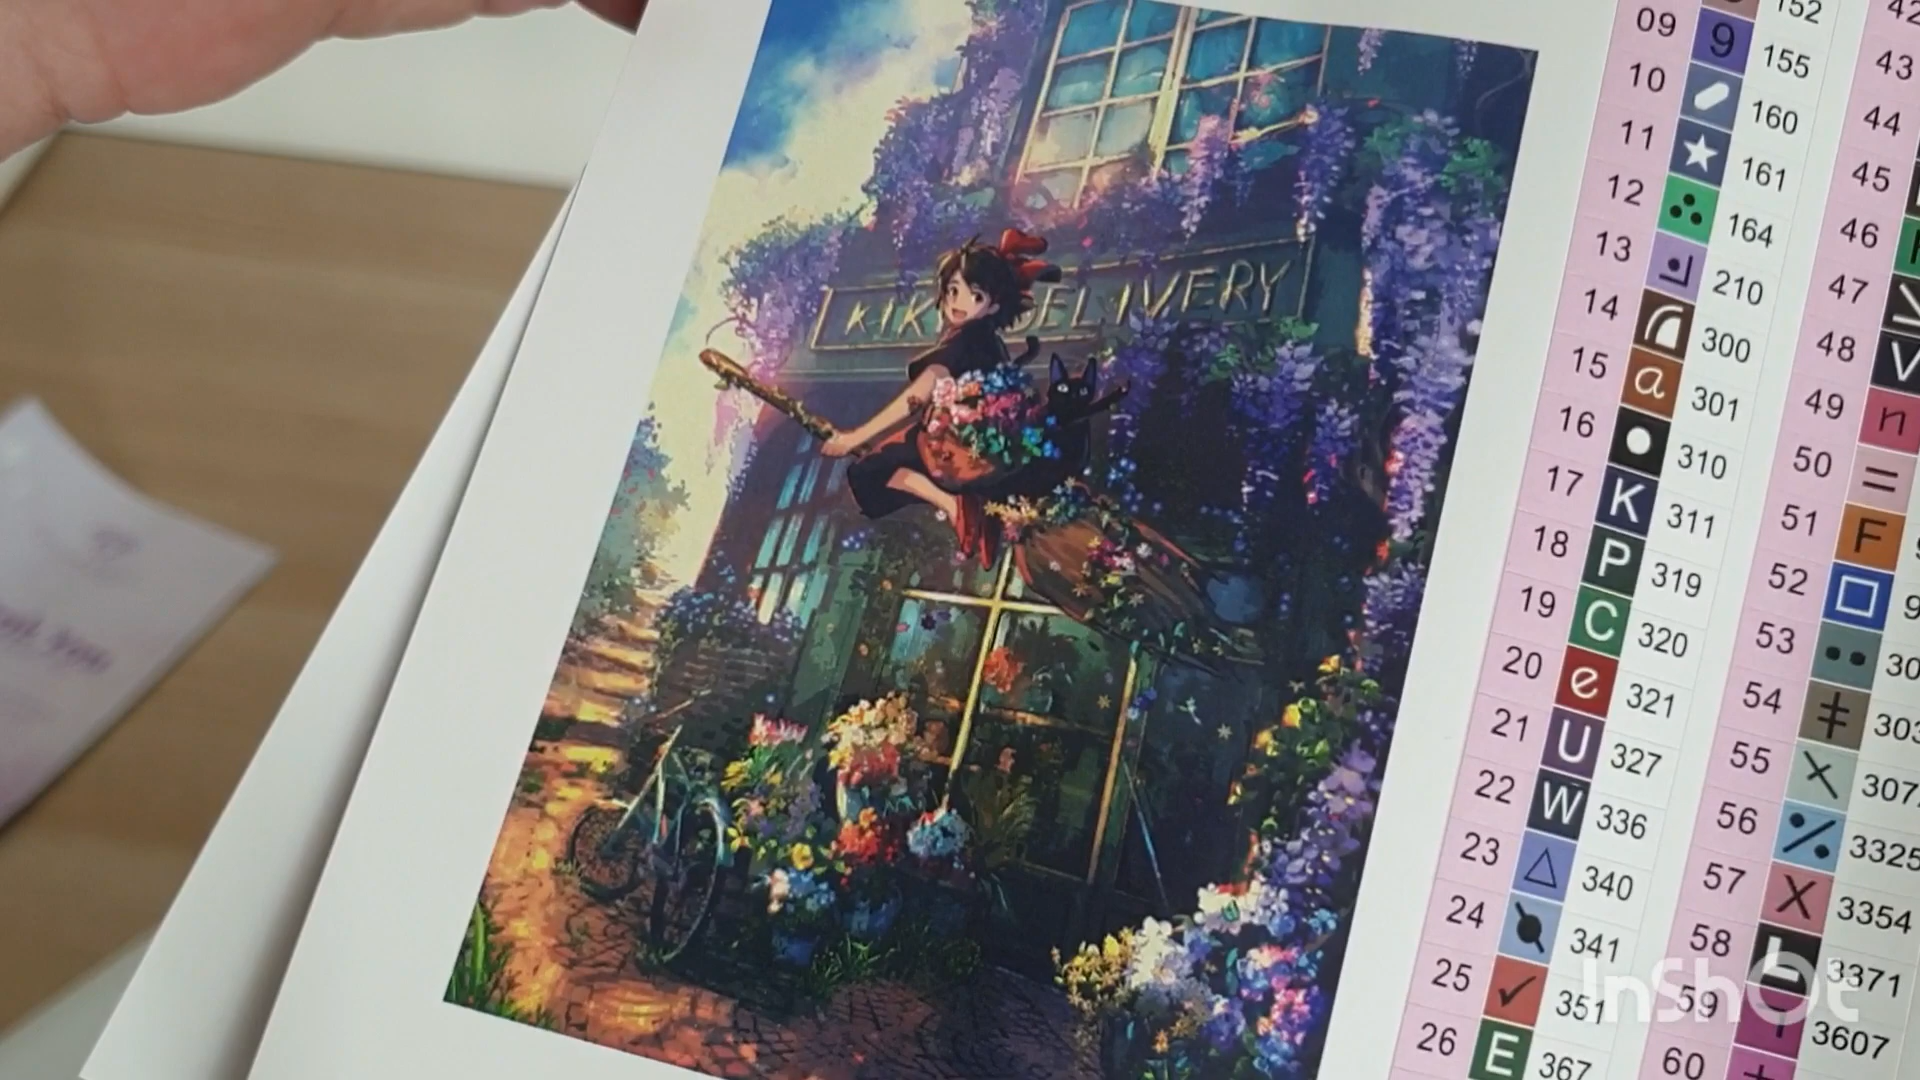 KIKI DELIVERY
152
09 9 155
10 160
11 161
12 164
13 210
14 300
15 a 301
16 310
17 K 311
18 P 319
19 C 320
20 e 321
21 U 327
22 W 336
23 340
24 341
25 351
26 E 367
42
43
44
45
46
47
48 V
49 n
50 =
51 F
52
53
54
55
56 3325
57 X 3354
58 3371
59 3607
60
You
InShot